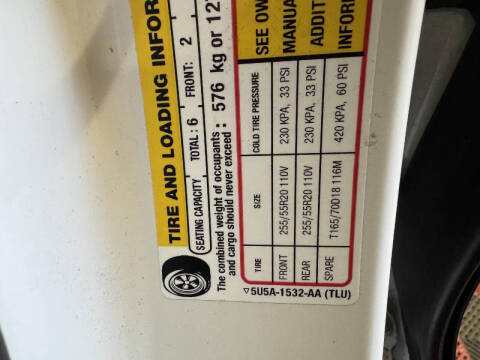 TIRE AND LOADING INFOR
SEATING CAPACITY TOTAL: 6 FRONT: 2
The combined weight of occupants and cargo should never exceed : 576 kg or 12
TIRE SIZE COLD TIRE PRESSURE
FRONT 255/55R20 110V 230 KPA, 33 PSI
REAR 255/55R20 110V 230 KPA, 33 PSI
SPARE T165/70D18 116M 420 KPA, 60 PSI
SEE OW
MANUA
ADDITI
INFORM
▽5U5A-1532-AA (TLU)